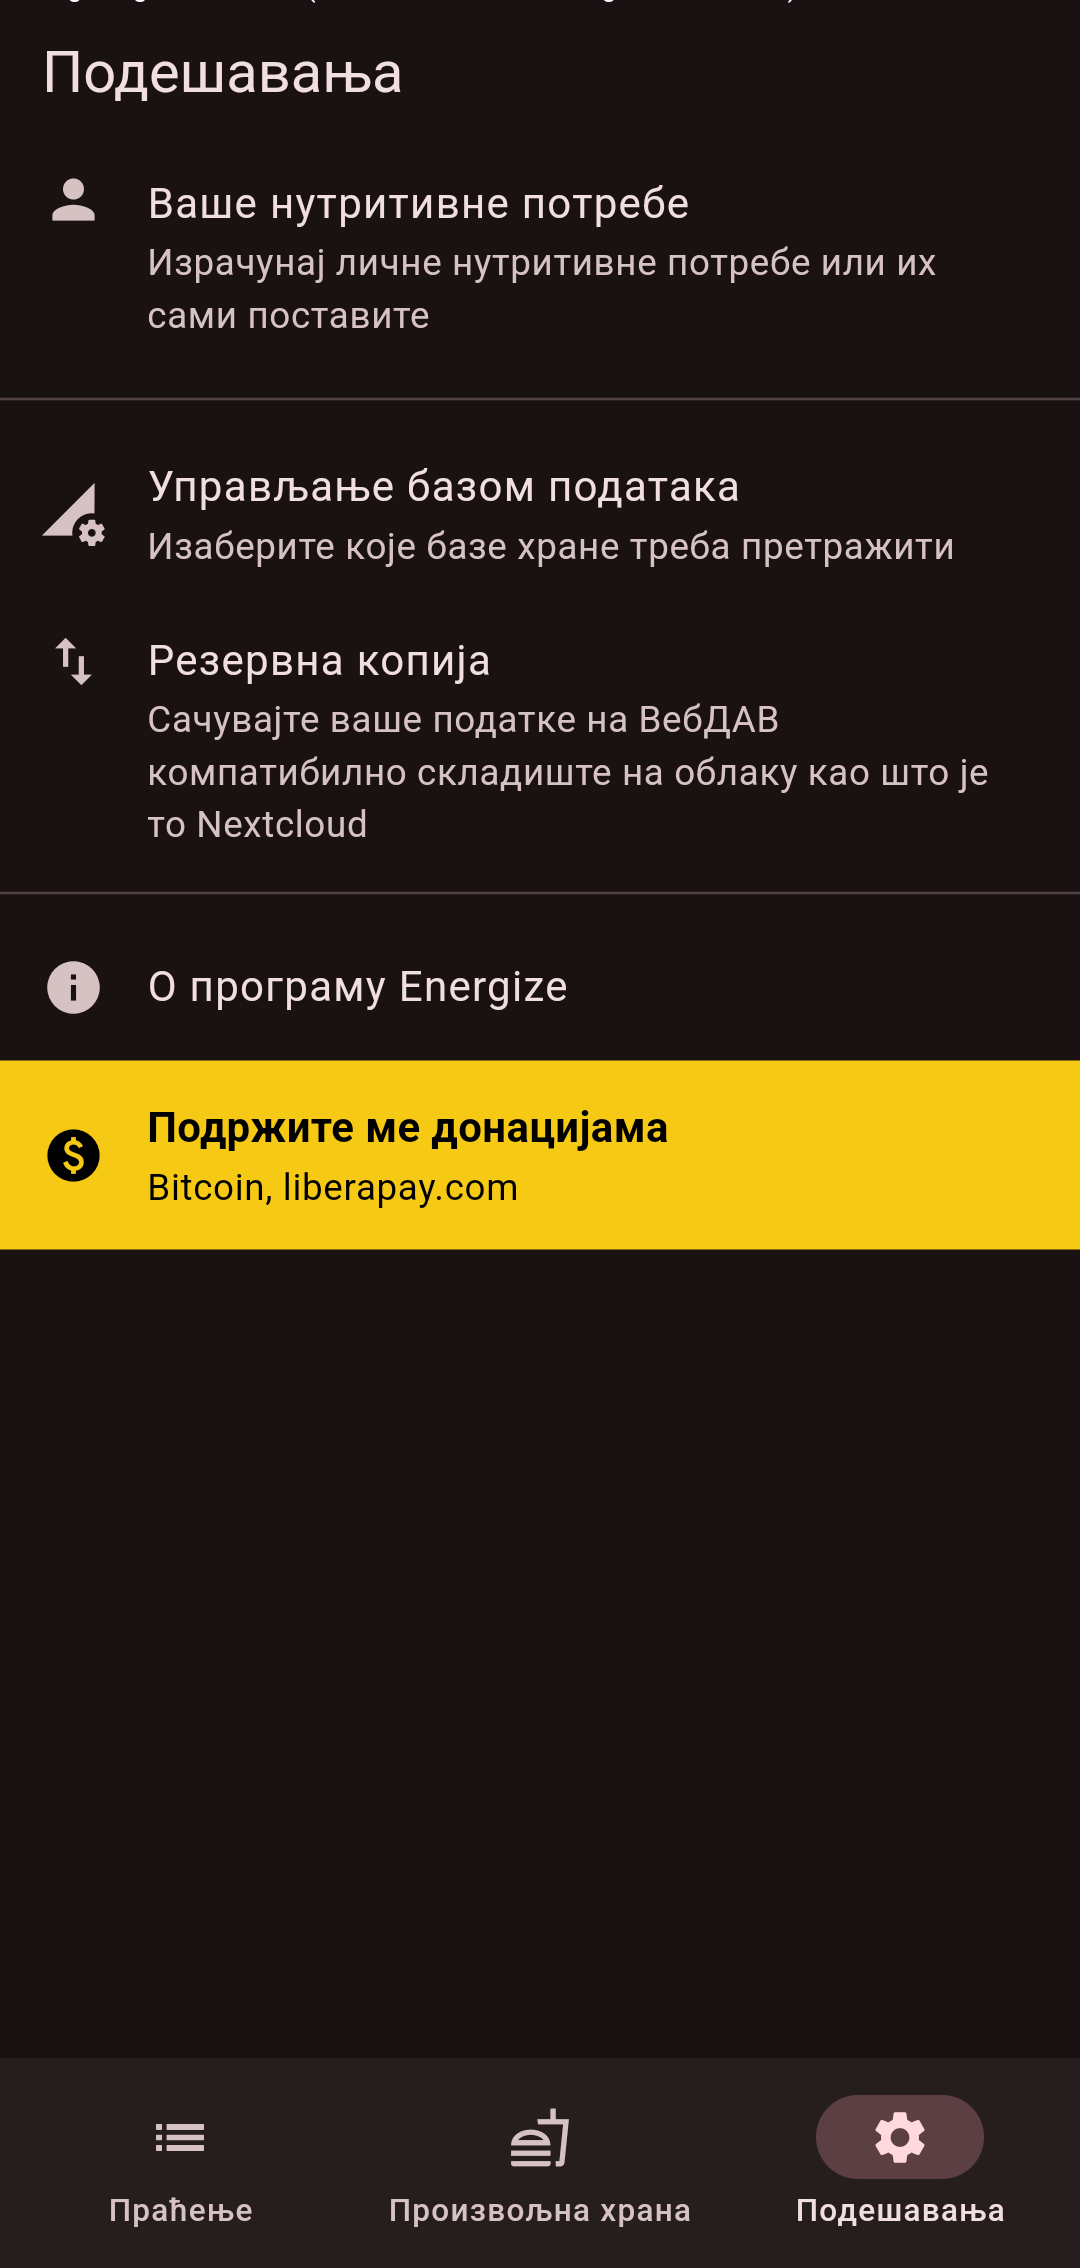 Подешавања
Ваше нутритивне потребе
Израчунај личне нутритивне потребе или их
сами поставите
Управљање базом података
Изаберите које базе хране треба претражити
Резервна копија
Сачувајте ваше податке на ВебДАВ
компатибилно складиште на облаку као што је
то Nextcloud
О програму Energize
Подржите ме донацијама
Bitcoin, liberapay.com
Праћење
Произвољна храна
Подешавања